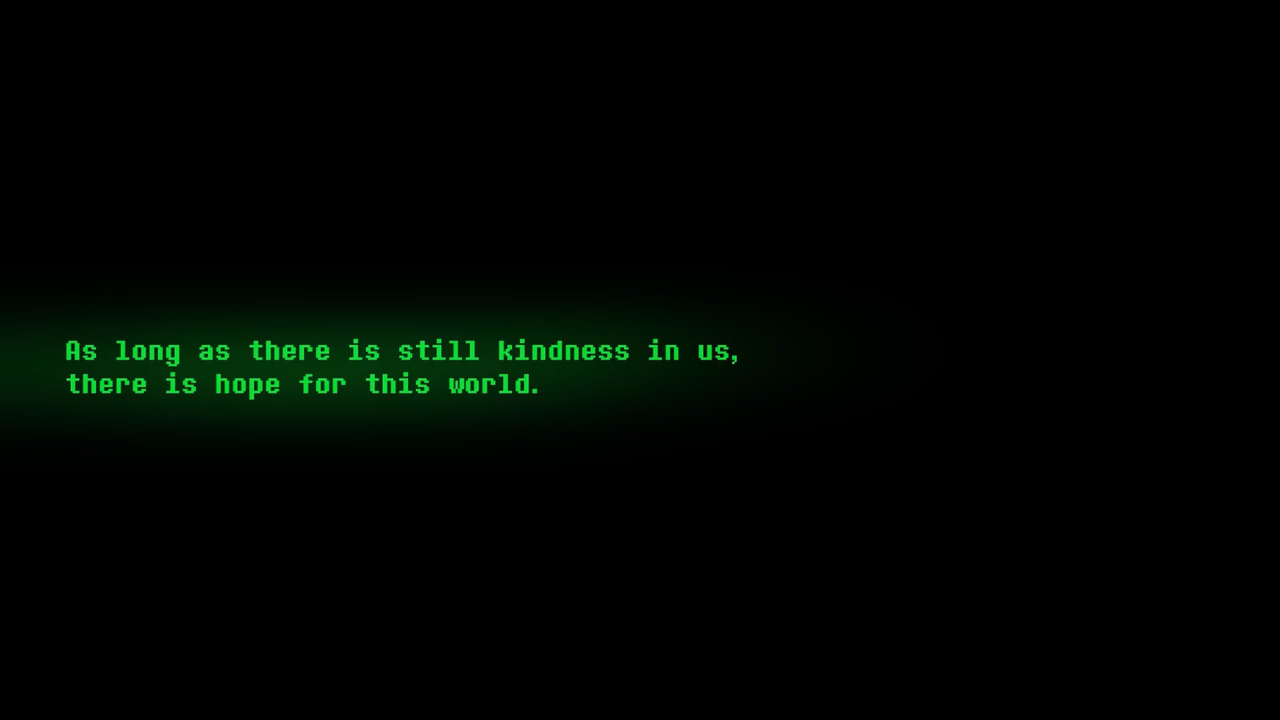 As long as there is still kindness in us,
there is hope for this world.